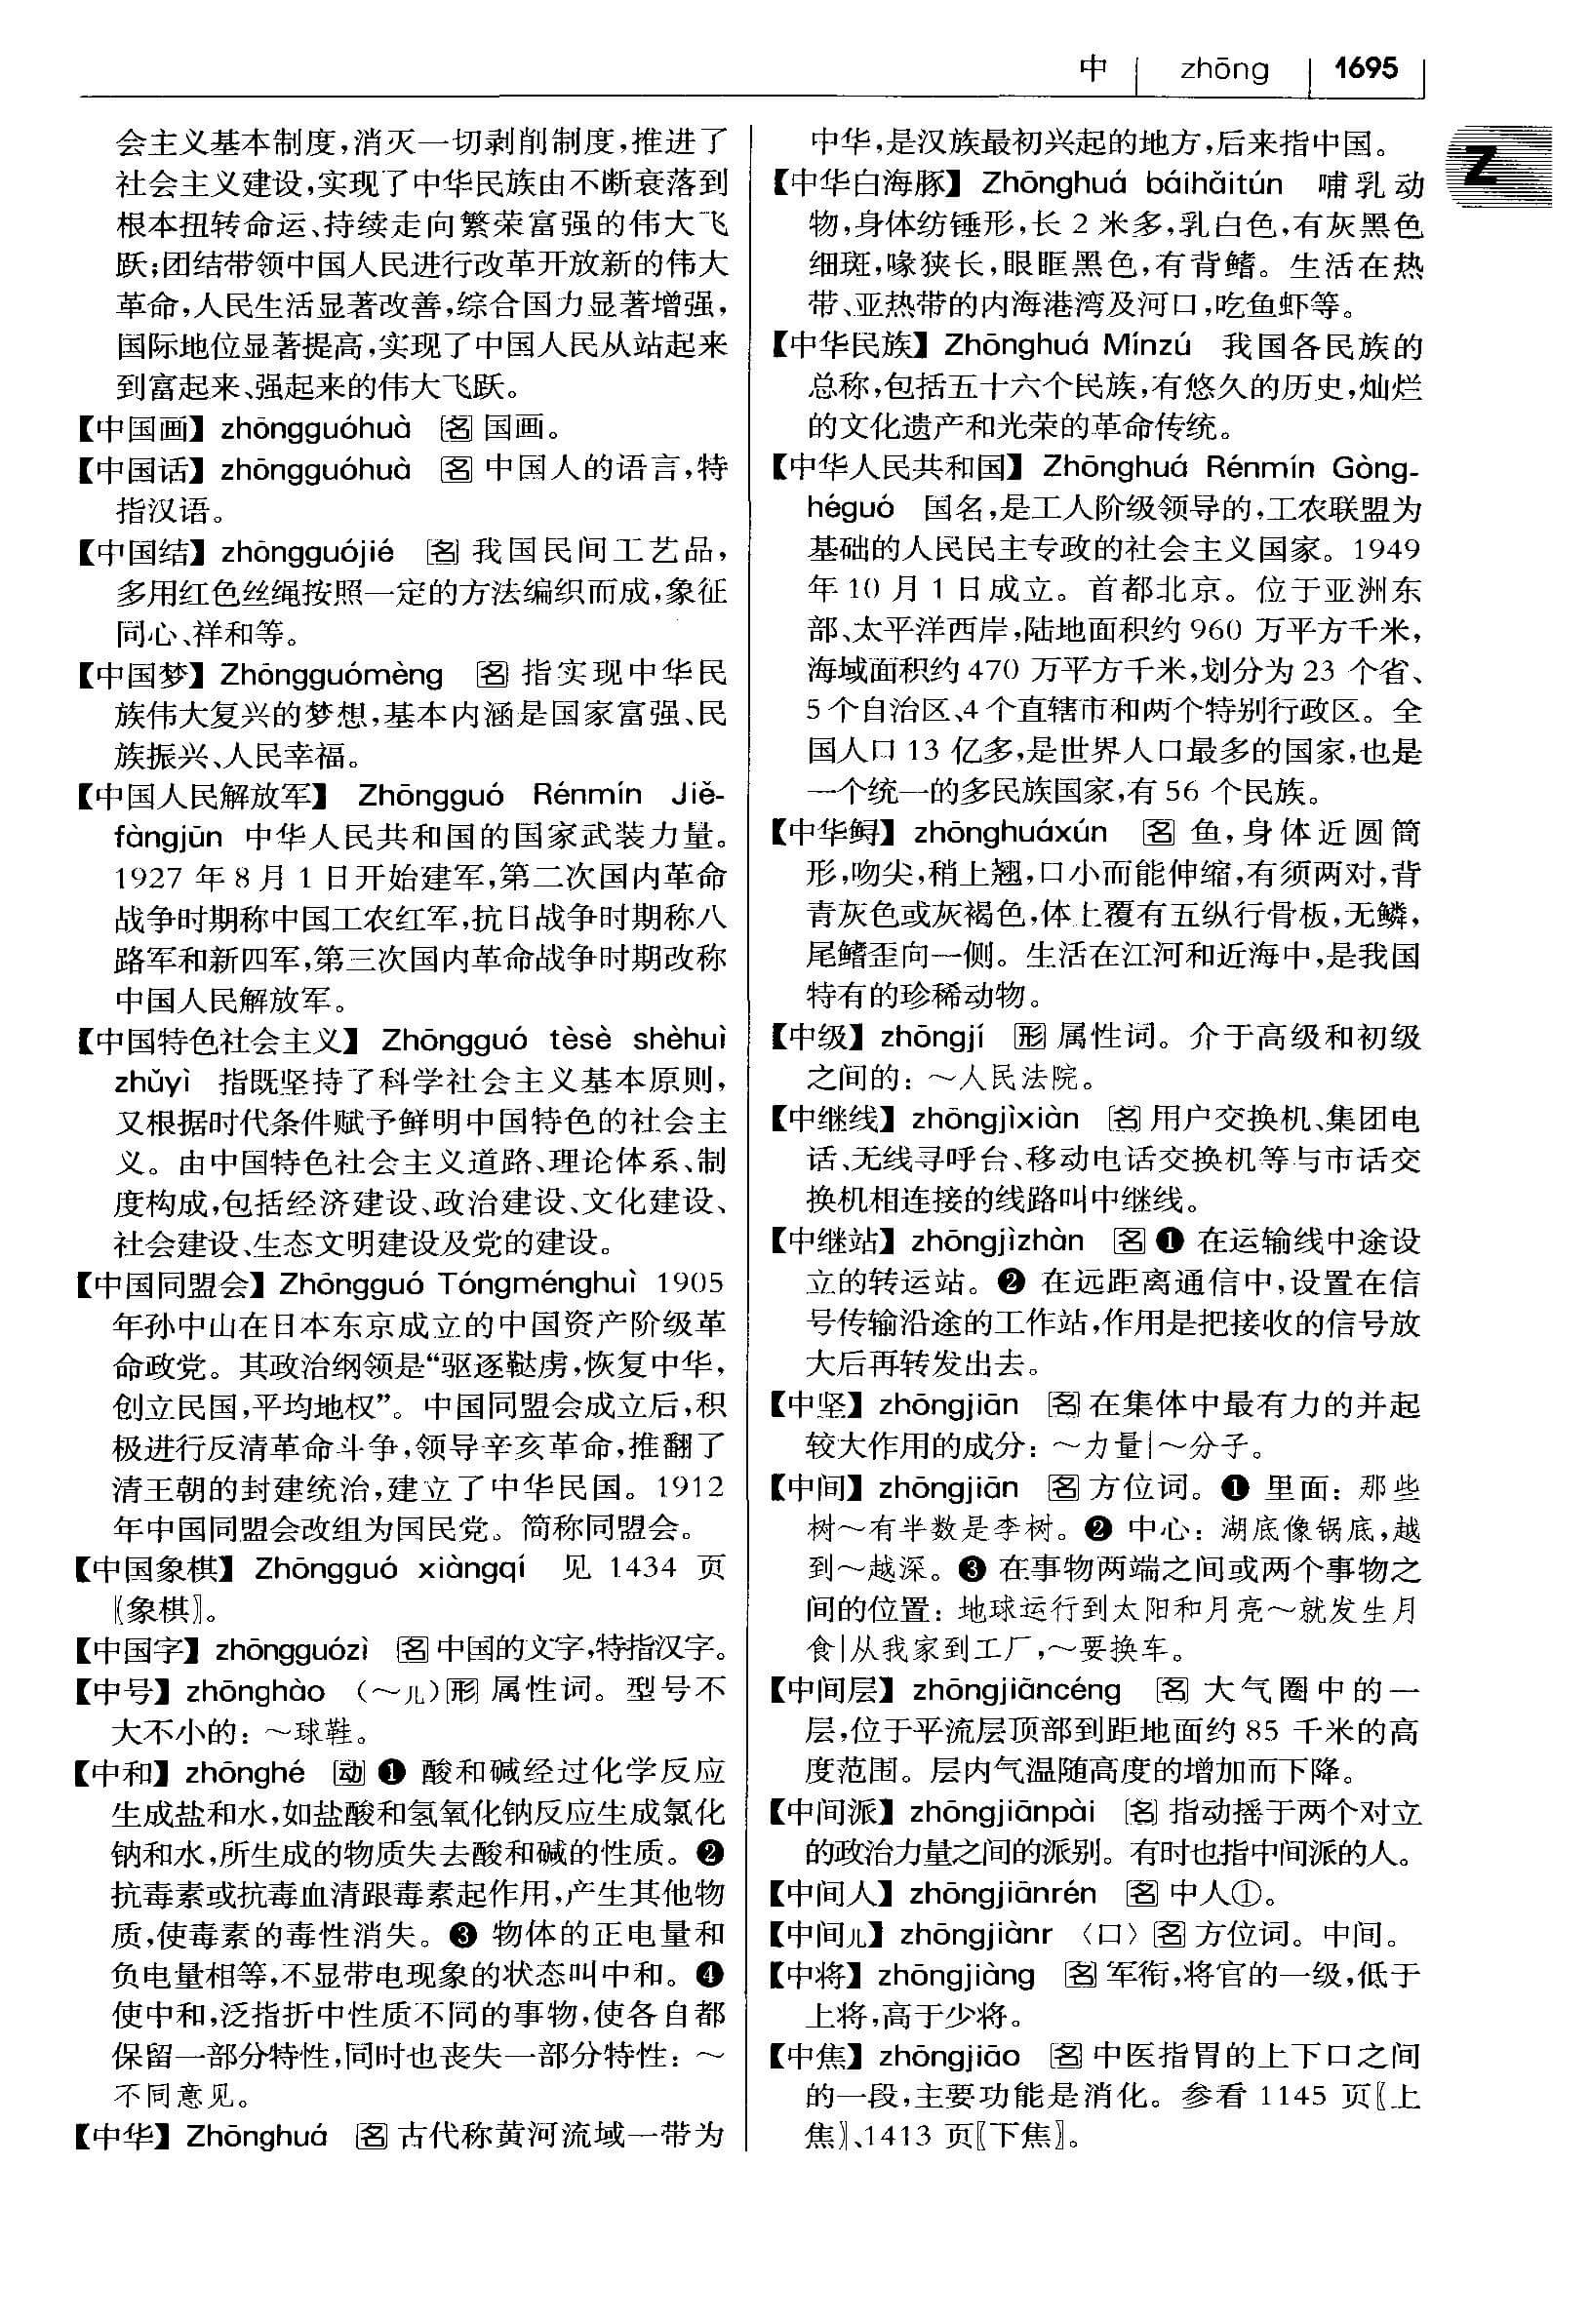 中 zhōng 1695
会主义基本制度,消灭一切剥削制度,推进了
社会主义建设,实现了中华民族由不断衰落到
根本扭转命运、持续走向繁荣富强的伟大飞
跃;团结带领中国人民进行改革开放新的伟大
革命,人民生活显著改善,综合国力显著增强,
国际地位显著提高,实现了中国人民从站起来
到富起来、强起来的伟大飞跃。
【中国画】 zhōngguóhuà 名 国画。
【中国话】 zhōngguóhuà 名 中国人的语言,特
指汉语。
【中国结】 zhōngguójié 名 我国民间工艺品,
多用红色丝绳按照一定的方法编织而成,象征
同心、祥和等。
【中国梦】 Zhōngguómèng 名 指实现中华民
族伟大复兴的梦想,基本内涵是国家富强、民
族振兴、人民幸福。
【中国人民解放军】 Zhōngguó Rénmín Jiě-
fàngjūn 中华人民共和国的国家武装力量。
1927 年 8 月 1 日开始建军,第二次国内革命
战争时期称中国工农红军,抗日战争时期称八
路军和新四军,第三次国内革命战争时期改称
中国人民解放军。
【中国特色社会主义】 Zhōngguó tèsè shèhuì
zhǔyì 指既坚持了科学社会主义基本原则,
又根据时代条件赋予鲜明中国特色的社会主
义。由中国特色社会主义道路、理论体系、制
度构成,包括经济建设、政治建设、文化建设、
社会建设、生态文明建设及党的建设。
【中国同盟会】 Zhōngguó Tóngménghuì 1905
年孙中山在日本东京成立的中国资产阶级革
命政党。其政治纲领是“驱逐鞑虏,恢复中华,
创立民国,平均地权”。中国同盟会成立后,积
极进行反清革命斗争,领导辛亥革命,推翻了
清王朝的封建统治,建立了中华民国。1912
年中国同盟会改组为国民党。简称同盟会。
【中国象棋】 Zhōngguó xiàngqí 见 1434 页
〖象棋〗。
【中国字】 zhōngguózì 名 中国的文字,特指汉字。
【中号】 zhōnghào (～儿) 形 属性词。型号不
大不小的:～球鞋。
【中和】 zhōnghé 动 ❶ 酸和碱经过化学反应
生成盐和水,如盐酸和氢氧化钠反应生成氯化
钠和水,所生成的物质失去酸和碱的性质。❷
抗毒素或抗毒血清跟毒素起作用,产生其他物
质,使毒素的毒性消失。❸ 物体的正电量和
负电量相等,不显带电现象的状态叫中和。❹
使中和,泛指折中性质不同的事物,使各自都
保留一部分特性,同时也丧失一部分特性:～
不同意见。
【中华】 Zhōnghuá 名 古代称黄河流域一带为
中华,是汉族最初兴起的地方,后来指中国。
【中华白海豚】 Zhōnghuá báihǎitún 哺乳动
物,身体纺锤形,长 2 米多,乳白色,有灰黑色
细斑,喙狭长,眼眶黑色,有背鳍。生活在热
带、亚热带的内海港湾及河口,吃鱼虾等。
【中华民族】 Zhōnghuá Mínzú 我国各民族的
总称,包括五十六个民族,有悠久的历史,灿烂
的文化遗产和光荣的革命传统。
【中华人民共和国】 Zhōnghuá Rénmín Gòng-
héguó 国名,是工人阶级领导的,工农联盟为
基础的人民民主专政的社会主义国家。1949
年 10 月 1 日成立。首都北京。位于亚洲东
部、太平洋西岸,陆地面积约 960 万平方千米,
海域面积约 470 万平方千米,划分为 23 个省、
5 个自治区、4 个直辖市和两个特别行政区。全
国人口 13 亿多,是世界人口最多的国家,也是
一个统一的多民族国家,有 56 个民族。
【中华鲟】 zhōnghuáxún 名 鱼,身体近圆筒
形,吻尖,稍上翘,口小而能伸缩,有须两对,背
青灰色或灰褐色,体上覆有五纵行骨板,无鳞,
尾鳍歪向一侧。生活在江河和近海中,是我国
特有的珍稀动物。
【中级】 zhōngjí 形 属性词。介于高级和初级
之间的:～人民法院。
【中继线】 zhōngjìxiàn 名 用户交换机、集团电
话、无线寻呼台、移动电话交换机等与市话交
换机相连接的线路叫中继线。
【中继站】 zhōngjìzhàn 名 ❶ 在运输线中途设
立的转运站。❷ 在远距离通信中,设置在信
号传输沿途的工作站,作用是把接收的信号放
大后再转发出去。
【中坚】 zhōngjiān 名 在集体中最有力的并起
较大作用的成分:～力量|～分子。
【中间】 zhōngjiān 名 方位词。❶ 里面:那些
树～有半数是李树。❷ 中心:湖底像锅底,越
到～越深。❸ 在事物两端之间或两个事物之
间的位置:地球运行到太阳和月亮～就发生月
食|从我家到工厂,～要换车。
【中间层】 zhōngjiāncéng 名 大气圈中的一
层,位于平流层顶部到距地面约 85 千米的高
度范围。层内气温随高度的增加而下降。
【中间派】 zhōngjiānpài 名 指动摇于两个对立
的政治力量之间的派别。有时也指中间派的人。
【中间人】 zhōngjiānrén 名 中人①。
【中间儿】 zhōngjiànr 〈口〉 名 方位词。中间。
【中将】 zhōngjiàng 名 军衔,将官的一级,低于
上将,高于少将。
【中焦】 zhōngjiāo 名 中医指胃的上下口之间
的一段,主要功能是消化。参看 1145 页〖上
焦〗、1413 页〖下焦〗。
Z